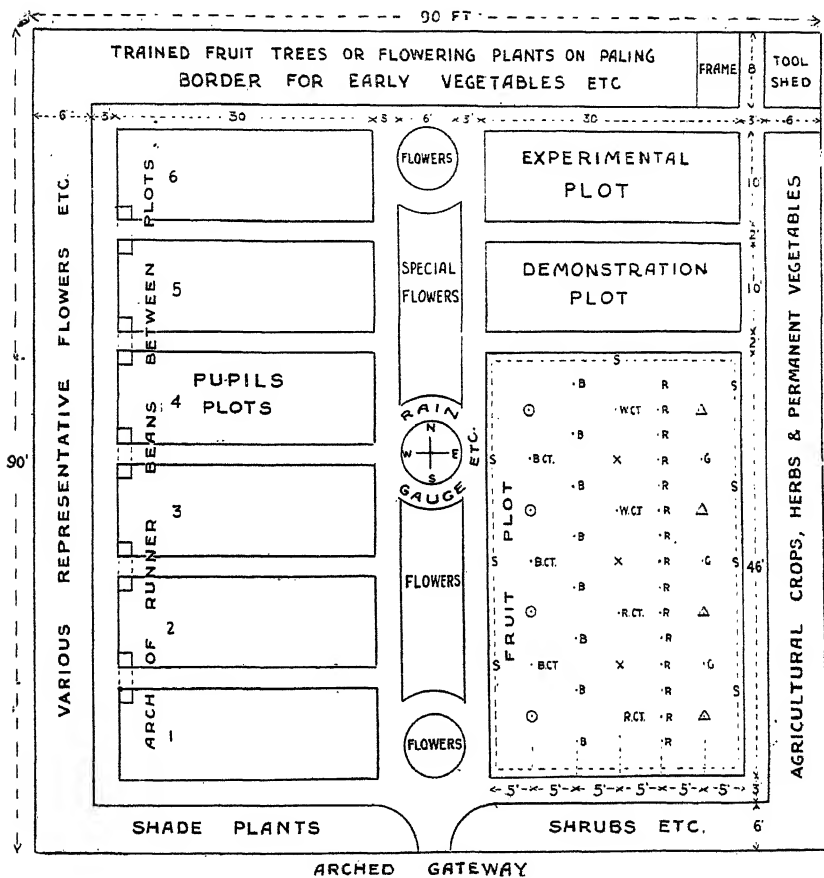 90 FT
TRAINED FRUIT TREES OR FLOWERING PLANTS ON PALING
BORDER FOR EARLY VEGETABLES ETC
FRAME
8
TOOL
SHED
6
3
30
3
6'
3'
30
3
6
VARIOUS REPRESENTATIVE FLOWERS ETC.
90'
ARCH OF RUNNER BEANS BETWEEN PLOTS
6
5
PUPILS
PLOTS
4
3
2
1
FLOWERS
SPECIAL
FLOWERS
RAIN
GAUGE ETC.
N
W E
S
FLOWERS
FLOWERS
EXPERIMENTAL
PLOT
10'
2'
DEMONSTRATION
PLOT
10'
2'
FRUIT PLOT
S
B R S
W.CT R
B R
S B.CT. X R G
B R S
W.CT R
B R
S B.CT. X R G S
B R
R.CT. R
B R
S B.CT X R G
B R S
R.CT. R
B R
46'
5' 5' 5' 5' 5' 5'
3'
6'
AGRICULTURAL CROPS, HERBS & PERMANENT VEGETABLES
SHADE PLANTS
SHRUBS ETC.
ARCHED GATEWAY